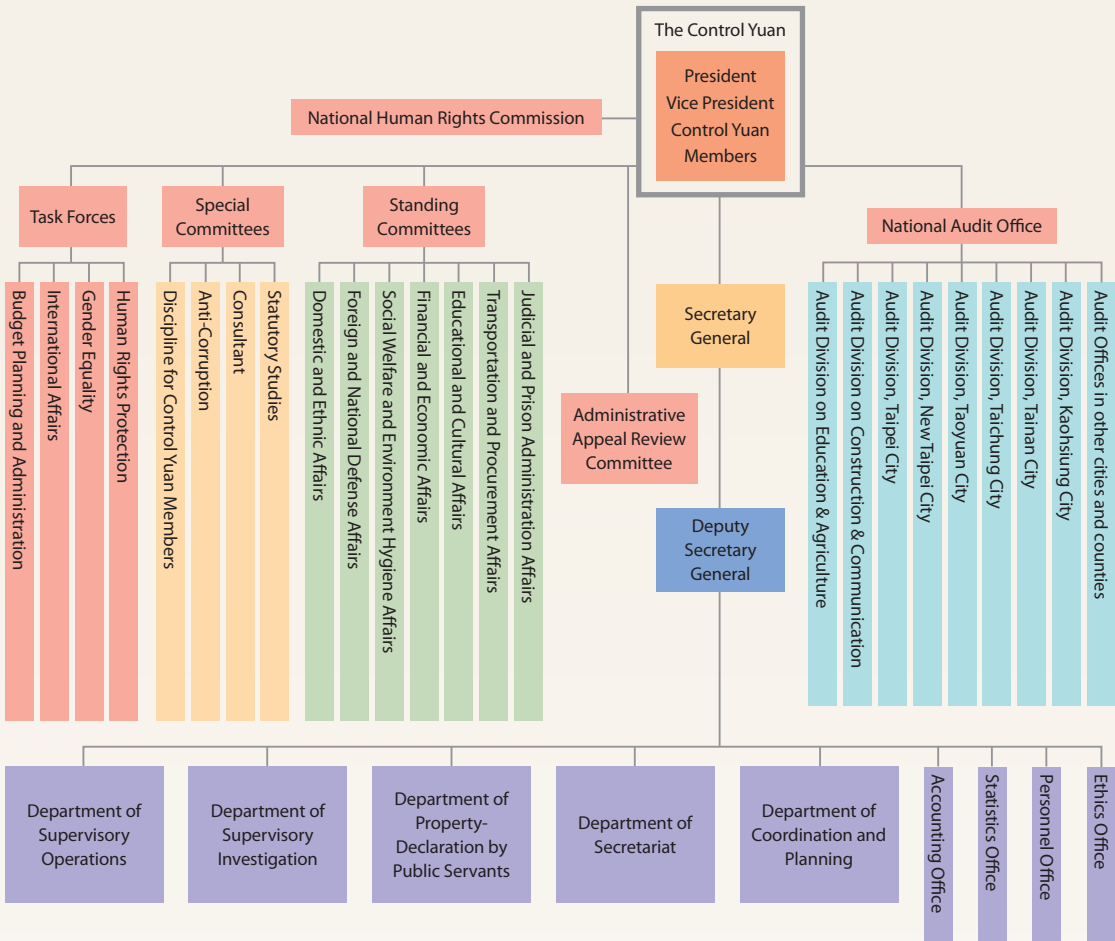 The Control Yuan
President
Vice President
Control Yuan
Members
National Human Rights Commission
Task Forces
Special
Committees
Standing
Committees
National Audit Office
Budget Planning and Administration
International Affairs
Gender Equality
Human Rights Protection
Discipline for Control Yuan Members
Anti-Corruption
Consultant
Statutory Studies
Domestic and Ethnic Affairs
Foreign and National Defense Affairs
Social Welfare and Environment Hygiene Affairs
Financial and Economic Affairs
Educational and Cultural Affairs
Transportation and Procurement Affairs
Judicial and Prison Administration Affairs
Secretary
General
Administrative
Appeal Review
Committee
Deputy
Secretary
General
Audit Division on Education & Agriculture
Audit Division on Construction & Communication
Audit Division, Taipei City
Audit Division, New Taipei City
Audit Division, Taoyuan City
Audit Division, Taichung City
Audit Division, Tainan City
Audit Division, Kaohsiung City
Audit Offices in other cities and counties
Department of
Supervisory
Operations
Department of
Supervisory
Investigation
Department of
Property-
Declaration by
Public Servants
Department of
Secretariat
Department of
Coordination and
Planning
Accounting Office
Statistics Office
Personnel Office
Ethics Office